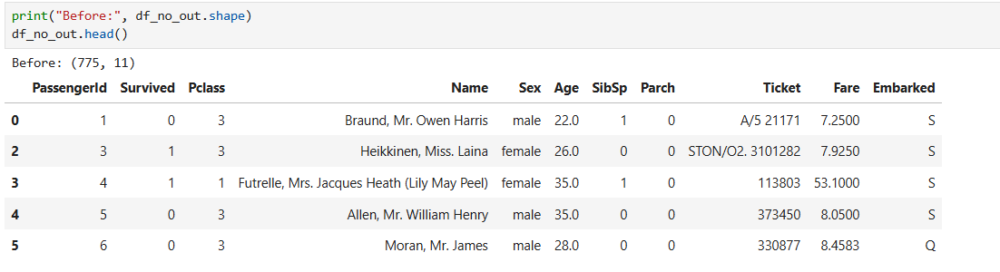 print("Before:", df_no_out.shape)
df_no_out.head()
Before: (775, 11)
PassengerId Survived Pclass Name Sex Age SibSp Parch Ticket Fare Embarked
0 1 0 3 Braund, Mr. Owen Harris male 22.0 1 0 A/5 21171 7.2500 S
2 3 1 3 Heikkinen, Miss. Laina female 26.0 0 0 STON/O2. 3101282 7.9250 S
3 4 1 1 Futrelle, Mrs. Jacques Heath (Lily May Peel) female 35.0 1 0 113803 53.1000 S
4 5 0 3 Allen, Mr. William Henry male 35.0 0 0 373450 8.0500 S
5 6 0 3 Moran, Mr. James male 28.0 0 0 330877 8.4583 Q